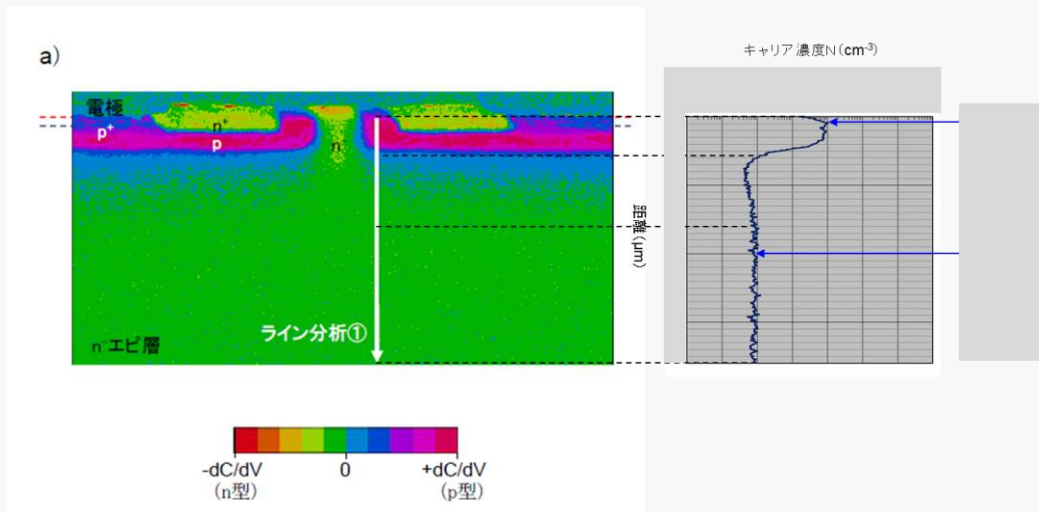 キャリア濃度N(cm-3)
a)
電極
p+
n+
p
n
距離(μm)
ライン分析①
n-エピ層
-dC/dV
0
+dC/dV
(n型)
(p型)